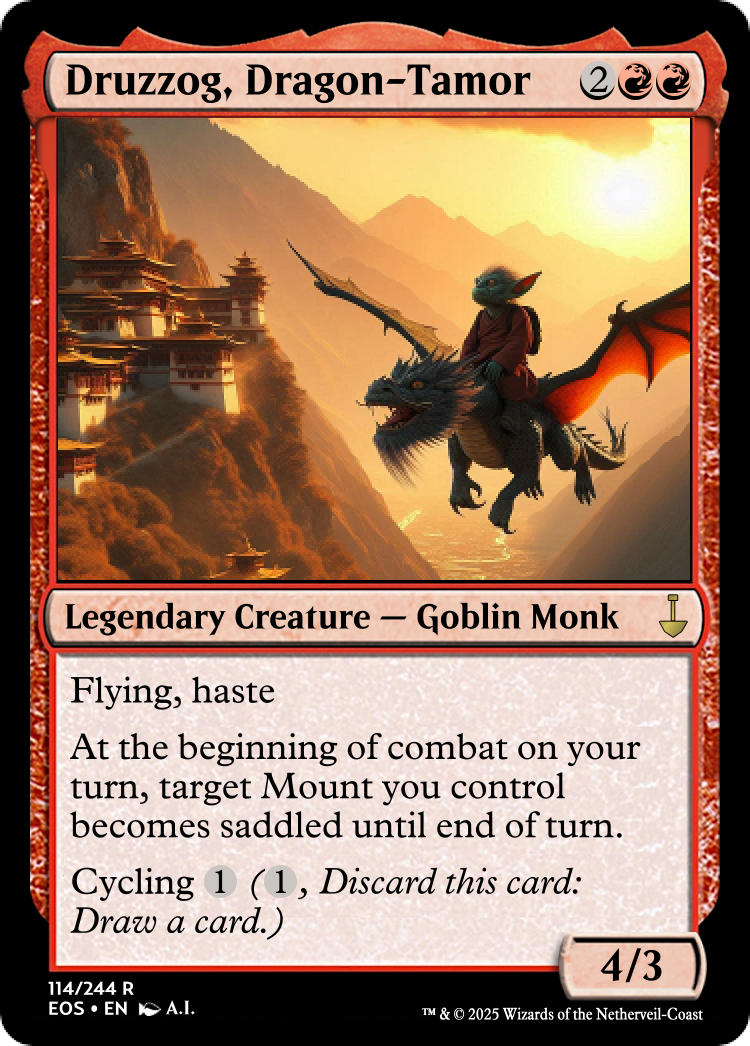 Druzzog, Dragon-Tamor 2
Legendary Creature — Goblin Monk
Flying, haste
At the beginning of combat on your
turn, target Mount you control
becomes saddled until end of turn.
Cycling 1 (1, Discard this card:
Draw a card.)
4/3
114/244 R
EOS • EN A.I.
™ & © 2025 Wizards of the Netherveil-Coast